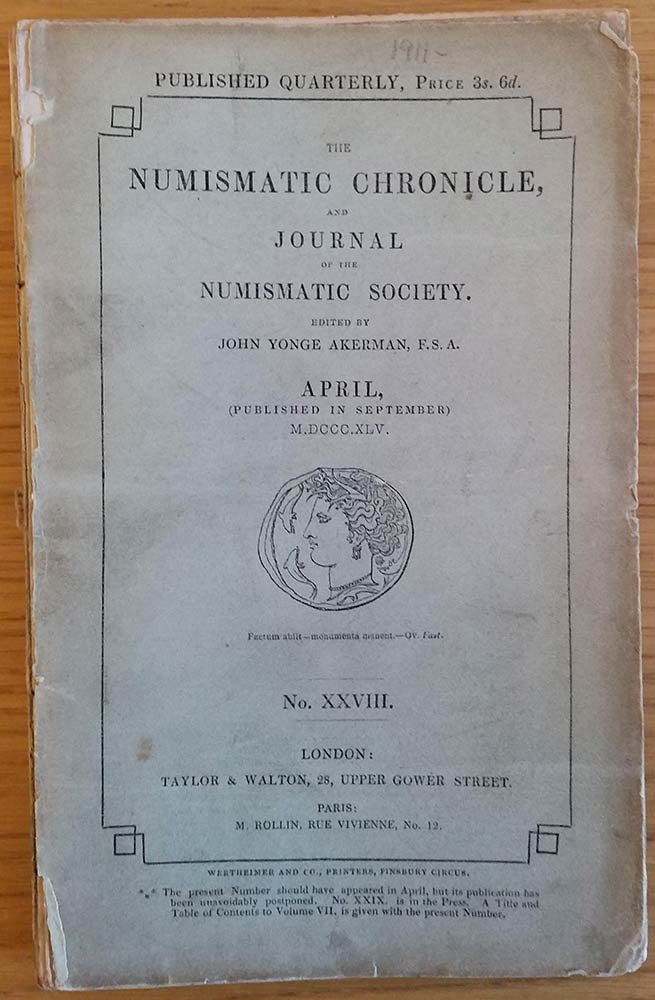 1911-
PUBLISHED QUARTERLY, PRICE 3s. 6d.
THE
NUMISMATIC CHRONICLE,
AND
JOURNAL
OF THE
NUMISMATIC SOCIETY.
EDITED BY
JOHN YONGE AKERMAN, F.S.A.
APRIL,
(PUBLISHED IN SEPTEMBER)
M.DCCC.XLV.
Factum abiit—monumenta manent.—Ov. Fast.
No. XXVIII.
LONDON:
TAYLOR & WALTON, 28, UPPER GOWER STREET.
PARIS:
M. ROLLIN, RUE VIVIENNE, No. 12.
WERTHEIMER AND CO., PRINTERS, FINSBURY CIRCUS.
*** The present Number should have appeared in April, but its publication has
been unavoidably postponed. No. XXIX. is in the Press. A Title and
Table of Contents to Volume VII, is given with the present Number.